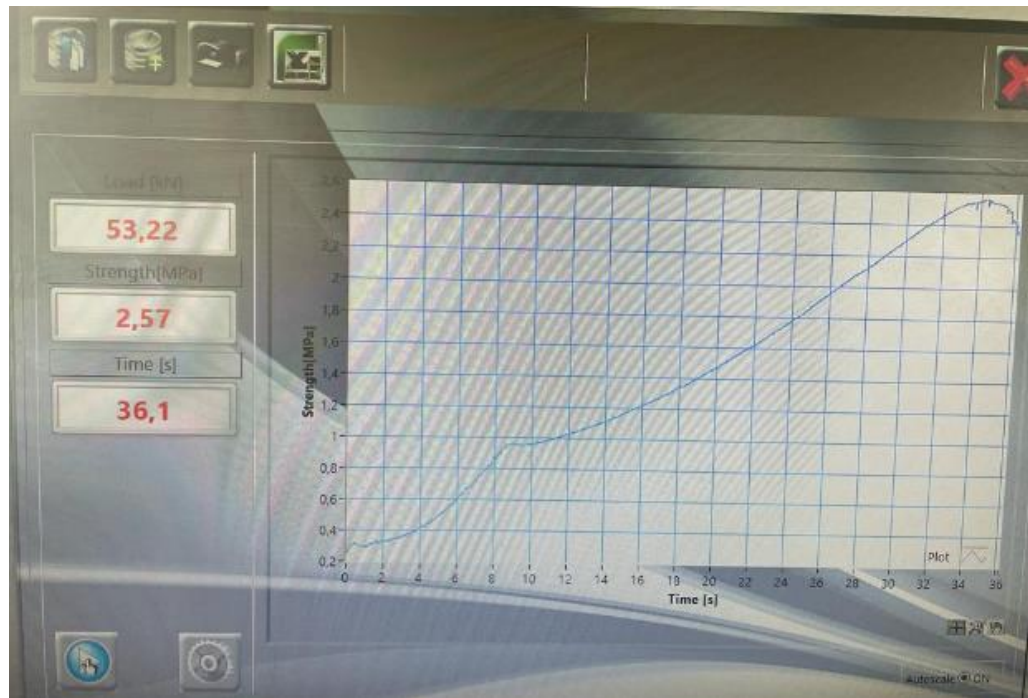 Load [kN]
53,22
Strength[MPa]
2,57
Time [s]
36,1
Strength[MPa]
2,6
2,4
2,2
2
1,8
1,6
1,4
1,2
1
0,8
0,6
0,4
0,2
0 2 4 6 8 10 12 14 16 18 20 22 24 26 28 30 32 34 36
Time [s]
Plot
Autoscale ON